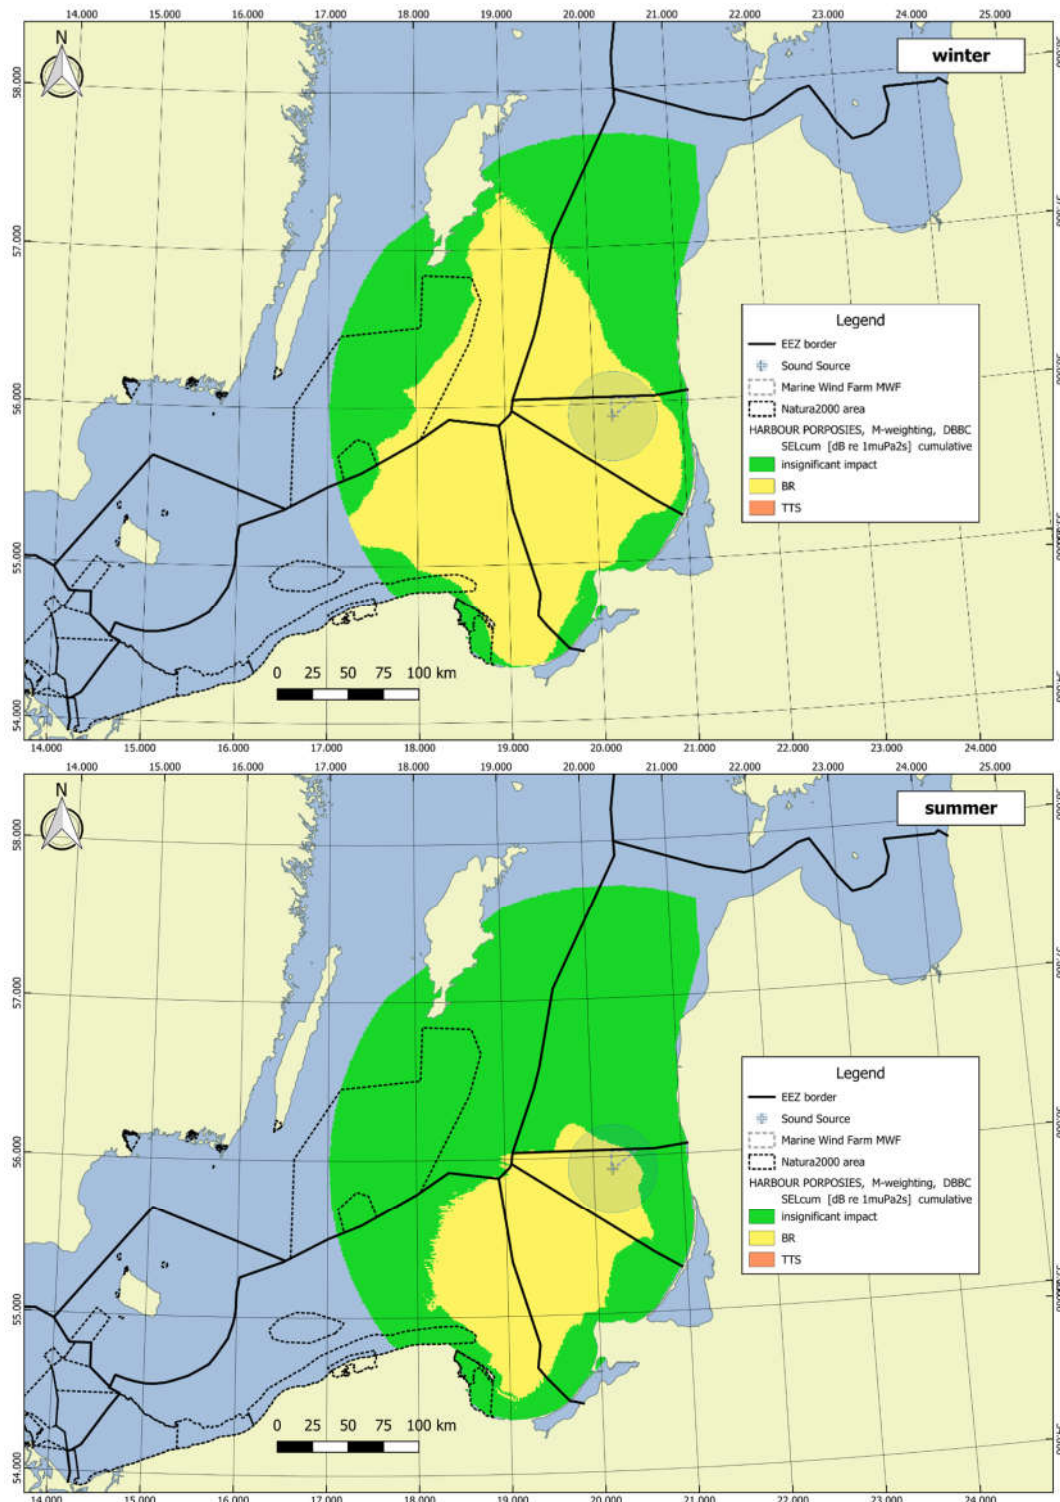 14.000 15.000 16.000 17.000 18.000 19.000 20.000 21.000 22.000 23.000 24.000 25.000
N
winter
58.000
57.000
56.000
55.000
54.000
Legend
EEZ border
Sound Source
Marine Wind Farm MWF
Natura2000 area
HARBOUR PORPOSIES, M-weighting, DBBC
SELcum [dB re 1muPa2s] cumulative
insignificant impact
BR
TTS
0 25 50 75 100 km
14.000 15.000 16.000 17.000 18.000 19.000 20.000 21.000 22.000 23.000 24.000
14.000 15.000 16.000 17.000 18.000 19.000 20.000 21.000 22.000 23.000 24.000 25.000
N
summer
58.000
57.000
56.000
55.000
54.000
Legend
EEZ border
Sound Source
Marine Wind Farm MWF
Natura2000 area
HARBOUR PORPOSIES, M-weighting, DBBC
SELcum [dB re 1muPa2s] cumulative
insignificant impact
BR
TTS
0 25 50 75 100 km
14.000 15.000 16.000 17.000 18.000 19.000 20.000 21.000 22.000 23.000 24.000